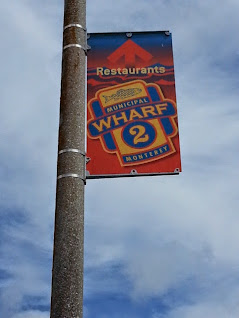 Restaurants
MUNICIPAL
WHARF
2
MONTEREY